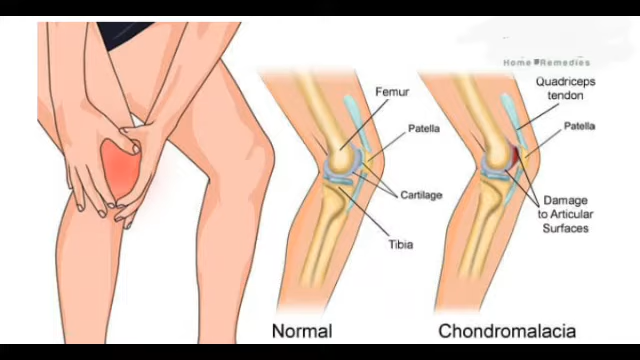 Home Remedies
Femur
Patella
Cartilage
Tibia
Normal
Quadriceps
tendon
Patella
Damage
to Articular
Surfaces
Chondromalacia